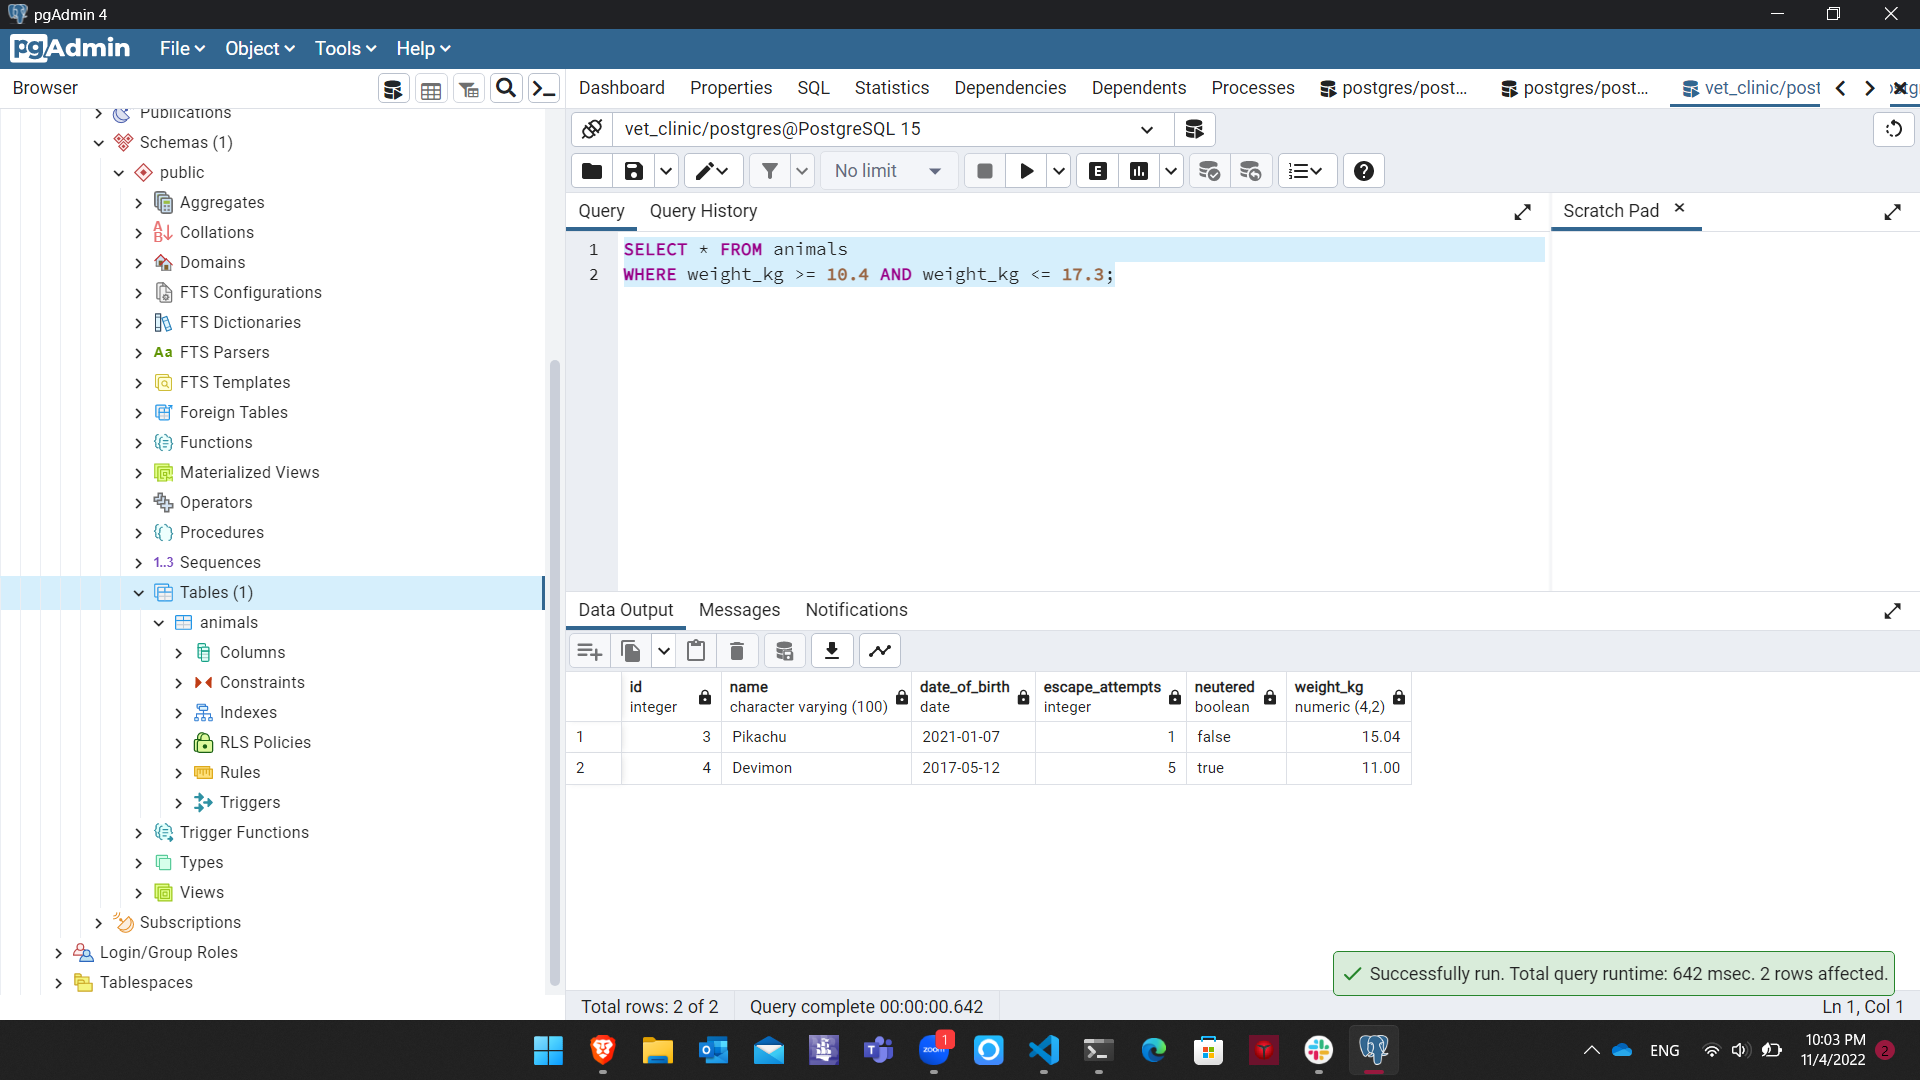 pgAdmin 4
pgAdmin File Object Tools Help
Browser
Dashboard Properties SQL Statistics Dependencies Dependents Processes postgres/post... postgres/post... vet_clinic/post
Publications
Schemas (1)
public
Aggregates
Collations
Domains
FTS Configurations
FTS Dictionaries
Aa FTS Parsers
FTS Templates
Foreign Tables
Functions
Materialized Views
Operators
Procedures
1..3 Sequences
Tables (1)
animals
Columns
Constraints
Indexes
RLS Policies
Rules
Triggers
Trigger Functions
Types
Views
Subscriptions
Login/Group Roles
Tablespaces
vet_clinic/postgres@PostgreSQL 15
No limit
E
Query Query History
Scratch Pad
1 SELECT * FROM animals
2 WHERE weight_kg >= 10.4 AND weight_kg <= 17.3;
Data Output Messages Notifications
id name date_of_birth escape_attempts neutered weight_kg
integer character varying (100) date integer boolean numeric (4,2)
1 3 Pikachu 2021-01-07 1 false 15.04
2 4 Devimon 2017-05-12 5 true 11.00
Successfully run. Total query runtime: 642 msec. 2 rows affected.
Total rows: 2 of 2 Query complete 00:00:00.642 Ln 1, Col 1
zoom 1
ENG
10:03 PM
11/4/2022
2